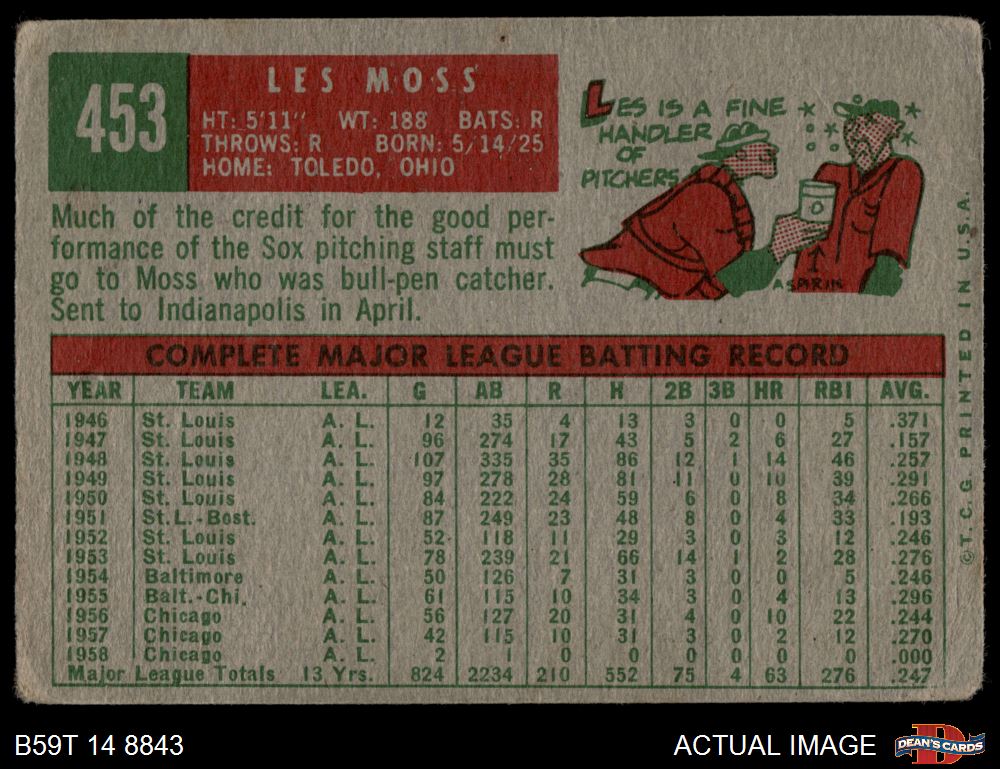 453
LES MOSS
HT: 5'11" WT: 188 BATS: R
THROWS: R BORN: 5/14/25
HOME: TOLEDO, OHIO
LES IS A FINE
HANDLER
OF
PITCHERS
ASPIRIN
Much of the credit for the good per-
formance of the Sox pitching staff must
go to Moss who was bull-pen catcher.
Sent to Indianapolis in April.
COMPLETE MAJOR LEAGUE BATTING RECORD
YEAR TEAM LEA. G AB R H 2B 3B HR RBI AVG.
1946 St. Louis A. L. 12 35 4 13 3 0 0 5 .371
1947 St. Louis A. L. 96 274 17 43 5 2 6 27 .157
1948 St. Louis A. L. 107 335 35 86 12 1 14 46 .257
1949 St. Louis A. L. 97 278 28 81 11 0 10 39 .291
1950 St. Louis A. L. 84 222 24 59 6 0 8 34 .266
1951 St. L.-Bost. A. L. 87 249 23 48 8 0 4 33 .193
1952 St. Louis A. L. 52 118 11 29 3 0 3 12 .246
1953 St. Louis A. L. 78 239 21 66 14 1 2 28 .276
1954 Baltimore A. L. 50 126 7 31 3 0 0 5 .246
1955 Balt.-Chi. A. L. 61 115 10 34 3 0 4 13 .296
1956 Chicago A. L. 56 127 20 31 4 0 10 22 .244
1957 Chicago A. L. 42 115 10 31 3 0 2 12 .270
1958 Chicago A. L. 2 1 0 0 0 0 0 0 .000
Major League Totals 13 Yrs. 824 2234 210 552 75 4 63 276 .247
© T.C.G. PRINTED IN U.S.A.
B59T 14 8843
ACTUAL IMAGE
DEAN'S CARDS